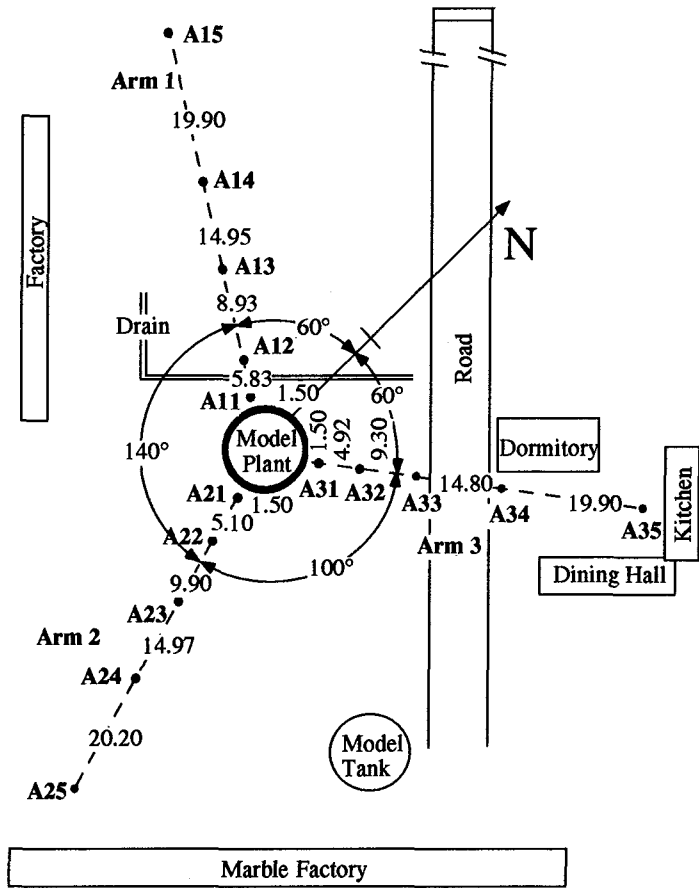 A15
Arm 1
19.90
A14
14.95
A13
8.93
60°
Drain
A12
5.83
1.50
60°
A11
N
Factory
Road
140°
Model
Plant
1.50
4.92
9.30
Dormitory
A21
1.50
A31
A32
A33
14.80
A34
19.90
A35
Kitchen
5.10
A22
Arm 3
100°
Dining Hall
9.90
A23
Arm 2
14.97
A24
20.20
A25
Model
Tank
Marble Factory